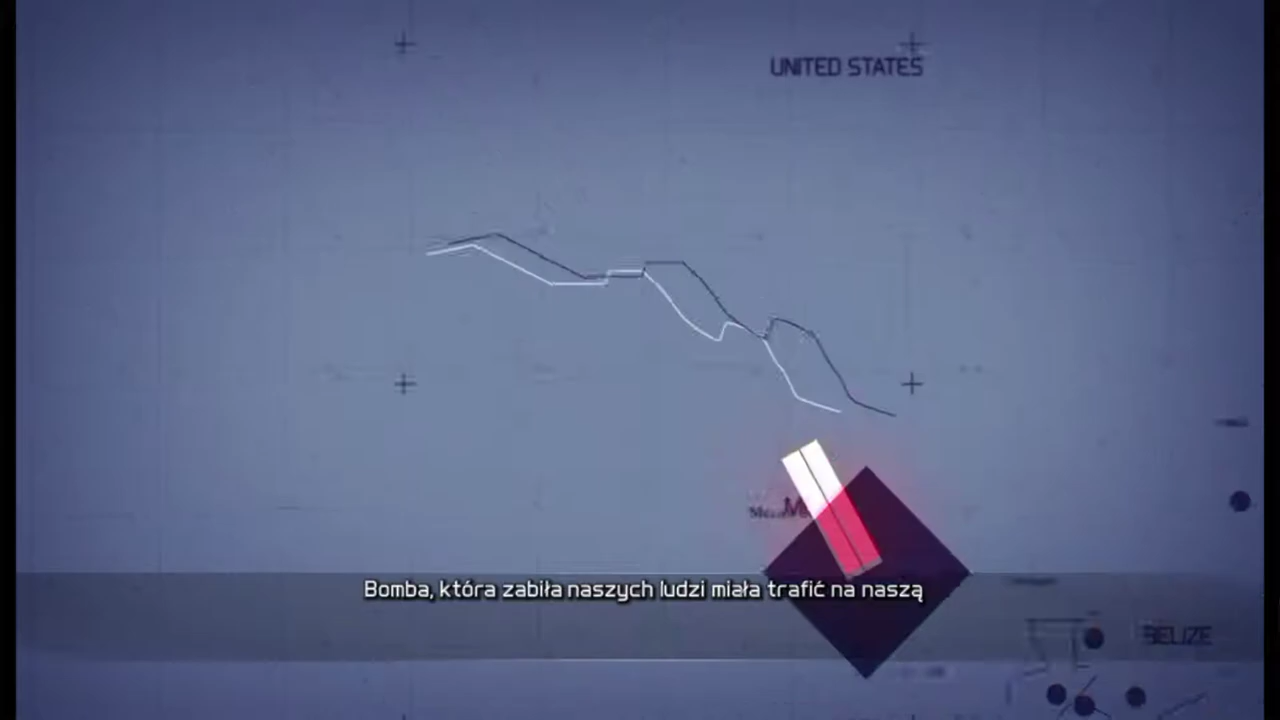 UNITED STATES
Bomba, która zabiła naszych ludzi miała trafić na naszą
BELIZE